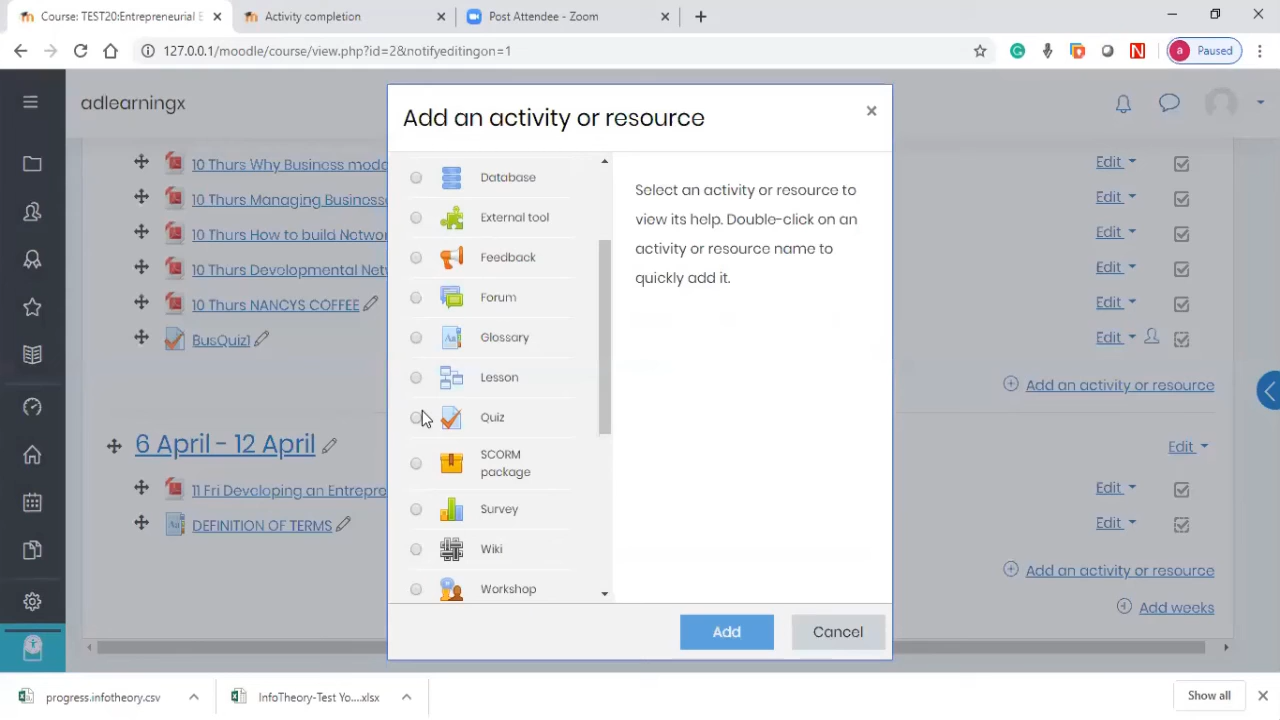 Course: TEST20:Entrepreneurial E
Activity completion
Post Attendee - Zoom
127.0.0.1/moodle/course/view.php?id=2&notifyeditingon=1
a Paused
adlearningx
Add an activity or resource
10 Thurs Why Business moda
10 Thurs Managing Businesse
10 Thurs How to build Networ
10 Thurs Developmental Net
10 Thurs NANCYS COFFEE
BusQuiz1
Edit
Edit
Edit
Edit
Edit
Edit
Database
External tool
Feedback
Forum
Glossary
Lesson
Quiz
SCORM
package
Survey
Wiki
Workshop
Select an activity or resource to
view its help. Double-click on an
activity or resource name to
quickly add it.
Add an activity or resource
6 April - 12 April
Edit
11 Fri Developing an Entrepre
Edit
DEFINITION OF TERMS
Edit
Add an activity or resource
Add weeks
Add
Cancel
progress.infotheory.csv
InfoTheory-Test Yo....xlsx
Show all